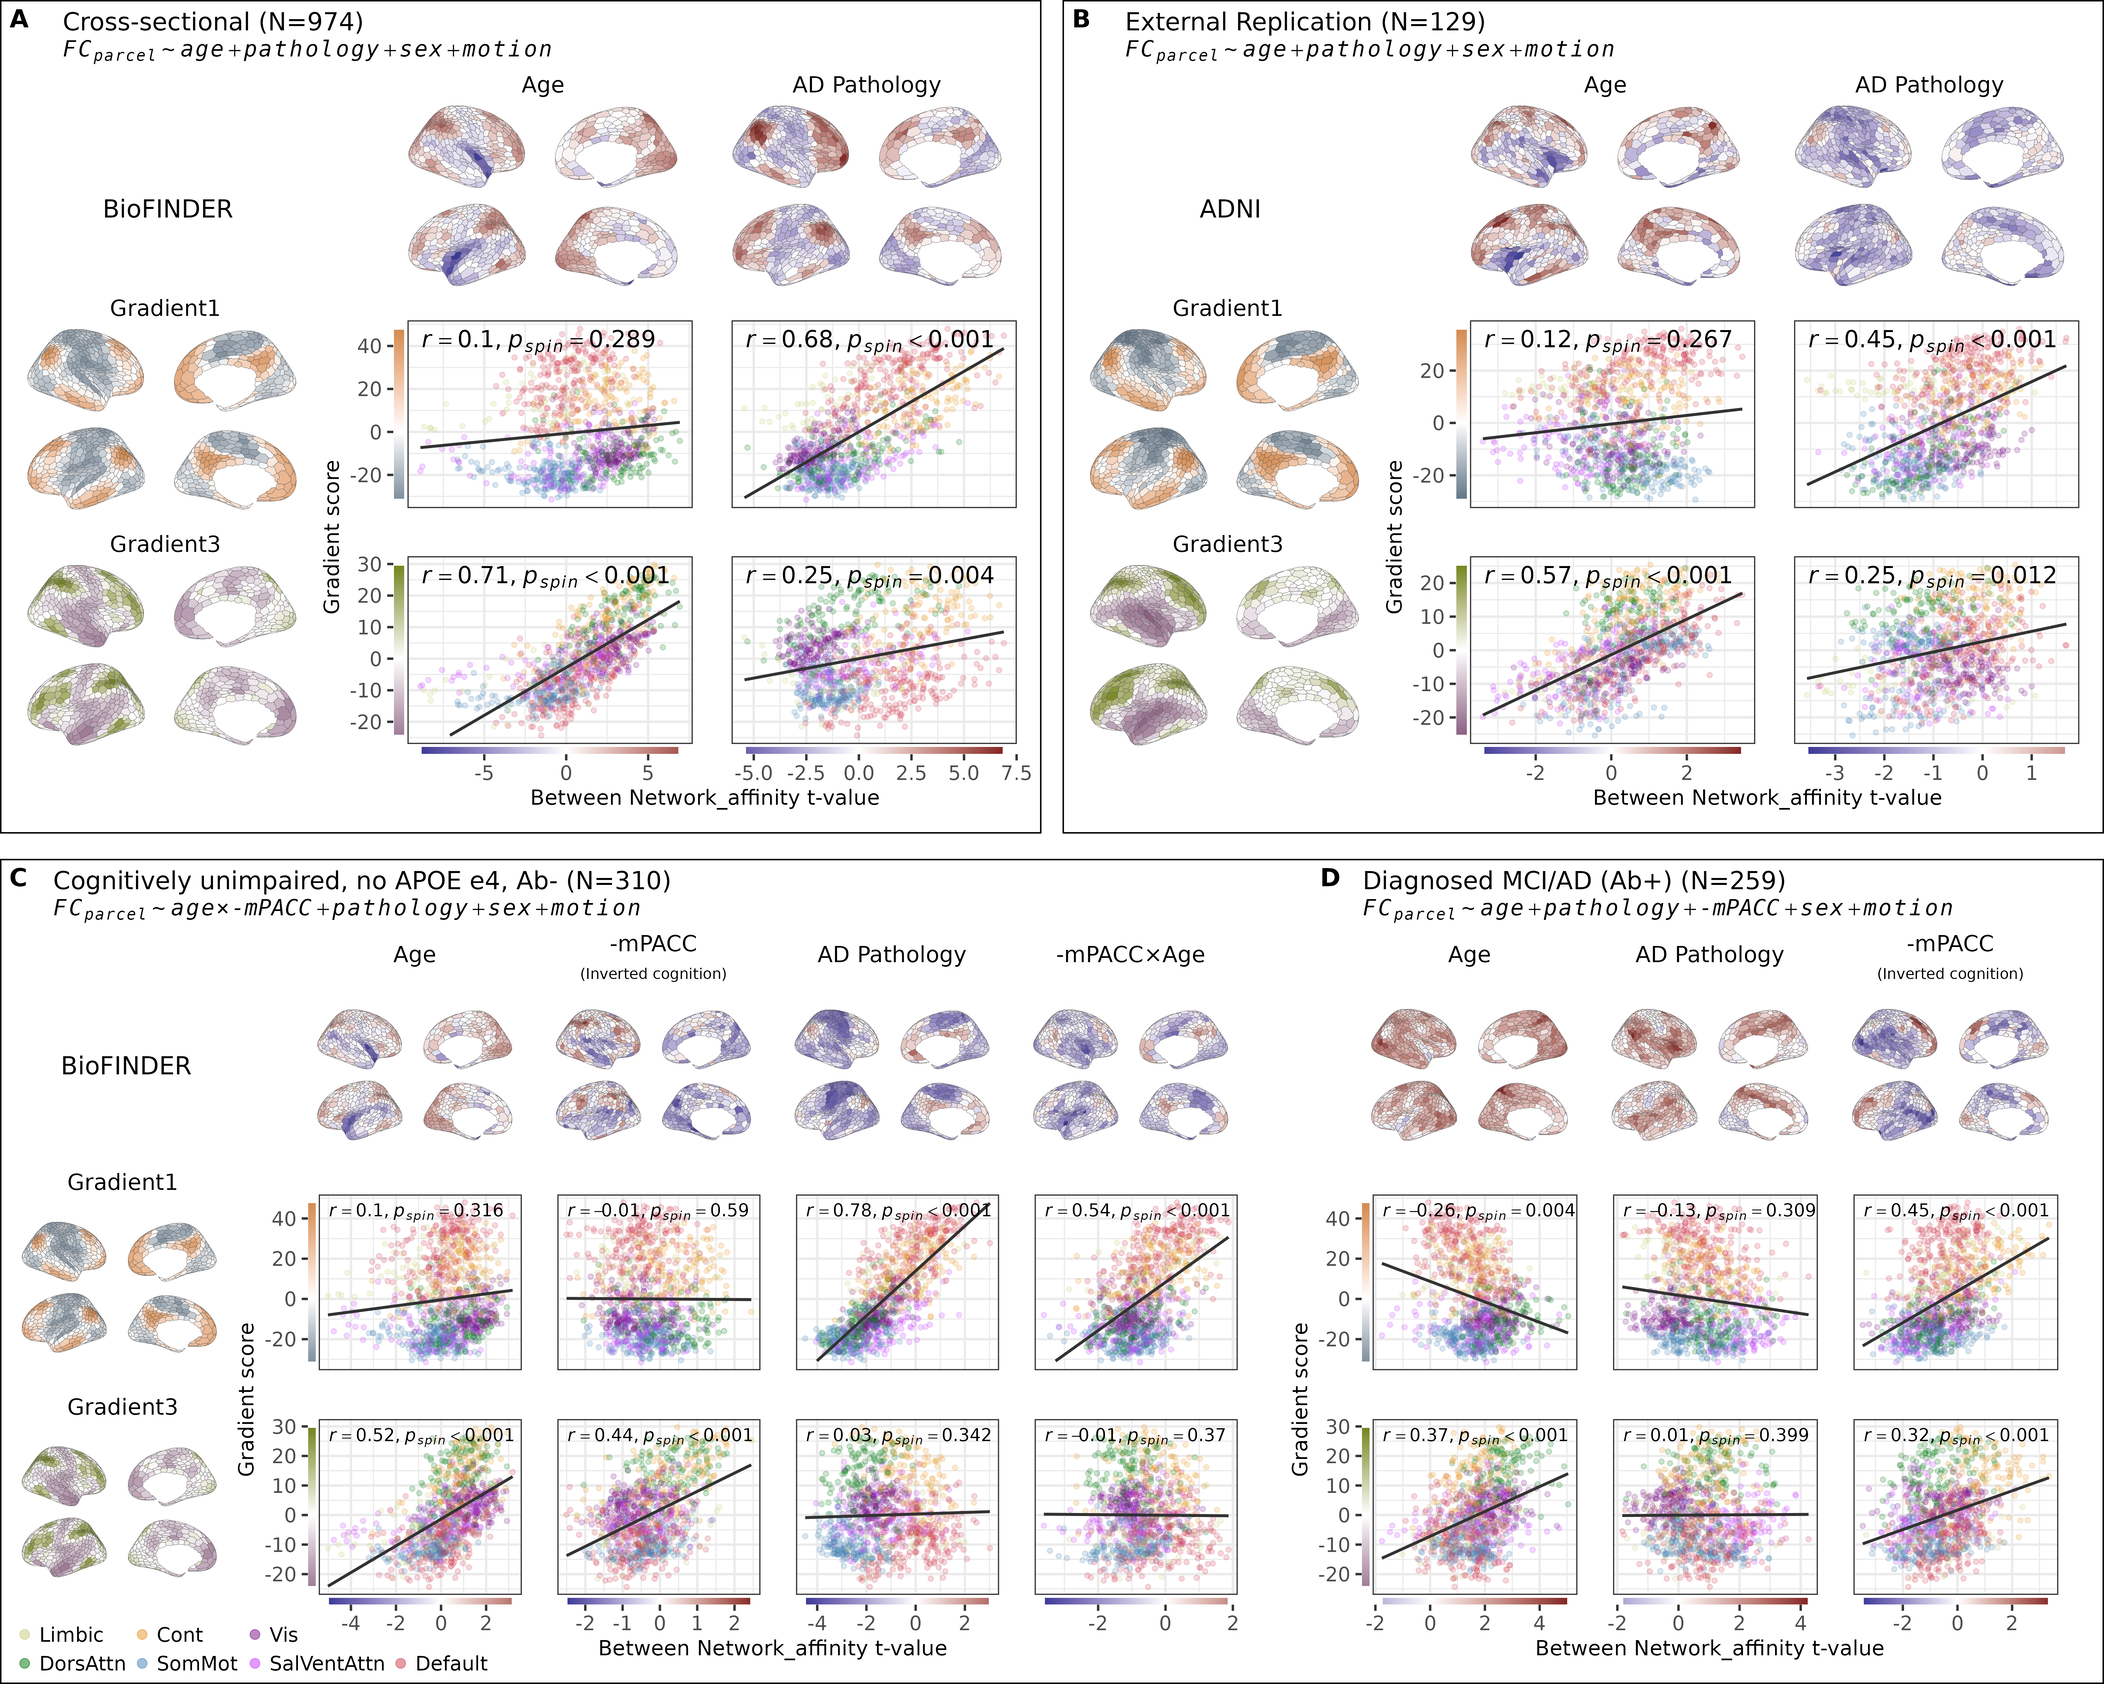 A Cross-sectional (N=974)
FCparcel ~ age+pathology+sex+motion
Age AD Pathology
BioFINDER
Gradient1
r = 0.1, pspin = 0.289 r = 0.68, pspin < 0.001
40
20
0
-20
Gradient score
Gradient3
r = 0.71, pspin < 0.001 r = 0.25, pspin = 0.004
30
20
10
0
-10
-20
-5 0 5 -5.0 -2.5 0.0 2.5 5.0 7.5
Between Network_affinity t-value
B External Replication (N=129)
FCparcel ~ age+pathology+sex+motion
Age AD Pathology
ADNI
Gradient1
r = 0.12, pspin = 0.267 r = 0.45, pspin < 0.001
20
0
-20
Gradient score
Gradient3
r = 0.57, pspin < 0.001 r = 0.25, pspin = 0.012
20
10
0
-10
-20
-2 0 2 -3 -2 -1 0 1
Between Network_affinity t-value
C Cognitively unimpaired, no APOE e4, Ab- (N=310)
FCparcel ~ age×-mPACC+pathology+sex+motion
Age -mPACC AD Pathology -mPACC×Age
(Inverted cognition)
BioFINDER
Gradient1
r = 0.1, pspin = 0.316 r = −0.01, pspin = 0.59 r = 0.78, pspin < 0.001 r = 0.54, pspin < 0.001
40
20
0
-20
Gradient score
Gradient3
r = 0.52, pspin < 0.001 r = 0.44, pspin < 0.001 r = 0.03, pspin = 0.342 r = −0.01, pspin = 0.37
30
20
10
0
-10
-20
-4 -2 0 2 -2 -1 0 1 2 -4 -2 0 2 -2 0 2
Between Network_affinity t-value
Limbic Cont Vis
DorsAttn SomMot SalVentAttn Default
D Diagnosed MCI/AD (Ab+) (N=259)
FCparcel ~ age+pathology+-mPACC+sex+motion
Age AD Pathology -mPACC
(Inverted cognition)
r = −0.26, pspin = 0.004 r = −0.13, pspin = 0.309 r = 0.45, pspin < 0.001
40
20
0
-20
Gradient score
r = 0.37, pspin < 0.001 r = 0.01, pspin = 0.399 r = 0.32, pspin < 0.001
30
20
10
0
-10
-20
-2 0 2 4 -2 0 2 4 -2 0 2
Between Network_affinity t-value